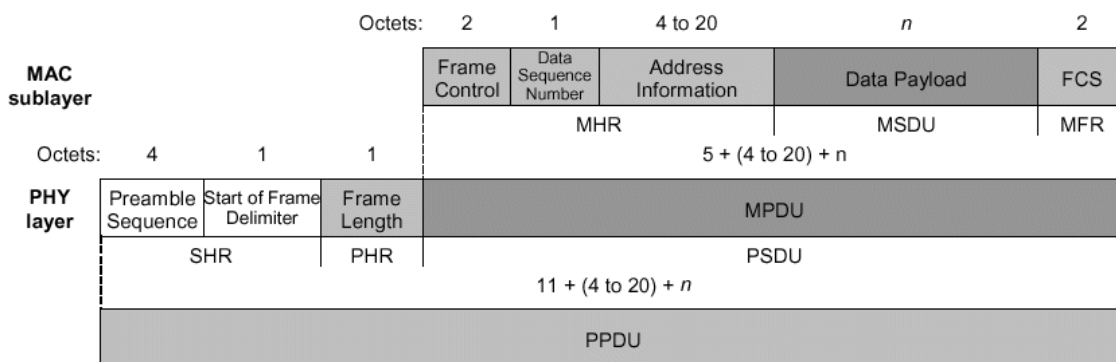 Octets: 2 1 4 to 20 n 2
MAC sublayer
Frame Control
Data Sequence Number
Address Information
Data Payload
FCS
MHR MSDU MFR
Octets: 4 1 1 5 + (4 to 20) + n
PHY layer
Preamble Sequence
Start of Frame Delimiter
Frame Length
MPDU
SHR PHR PSDU
11 + (4 to 20) + n
PPDU